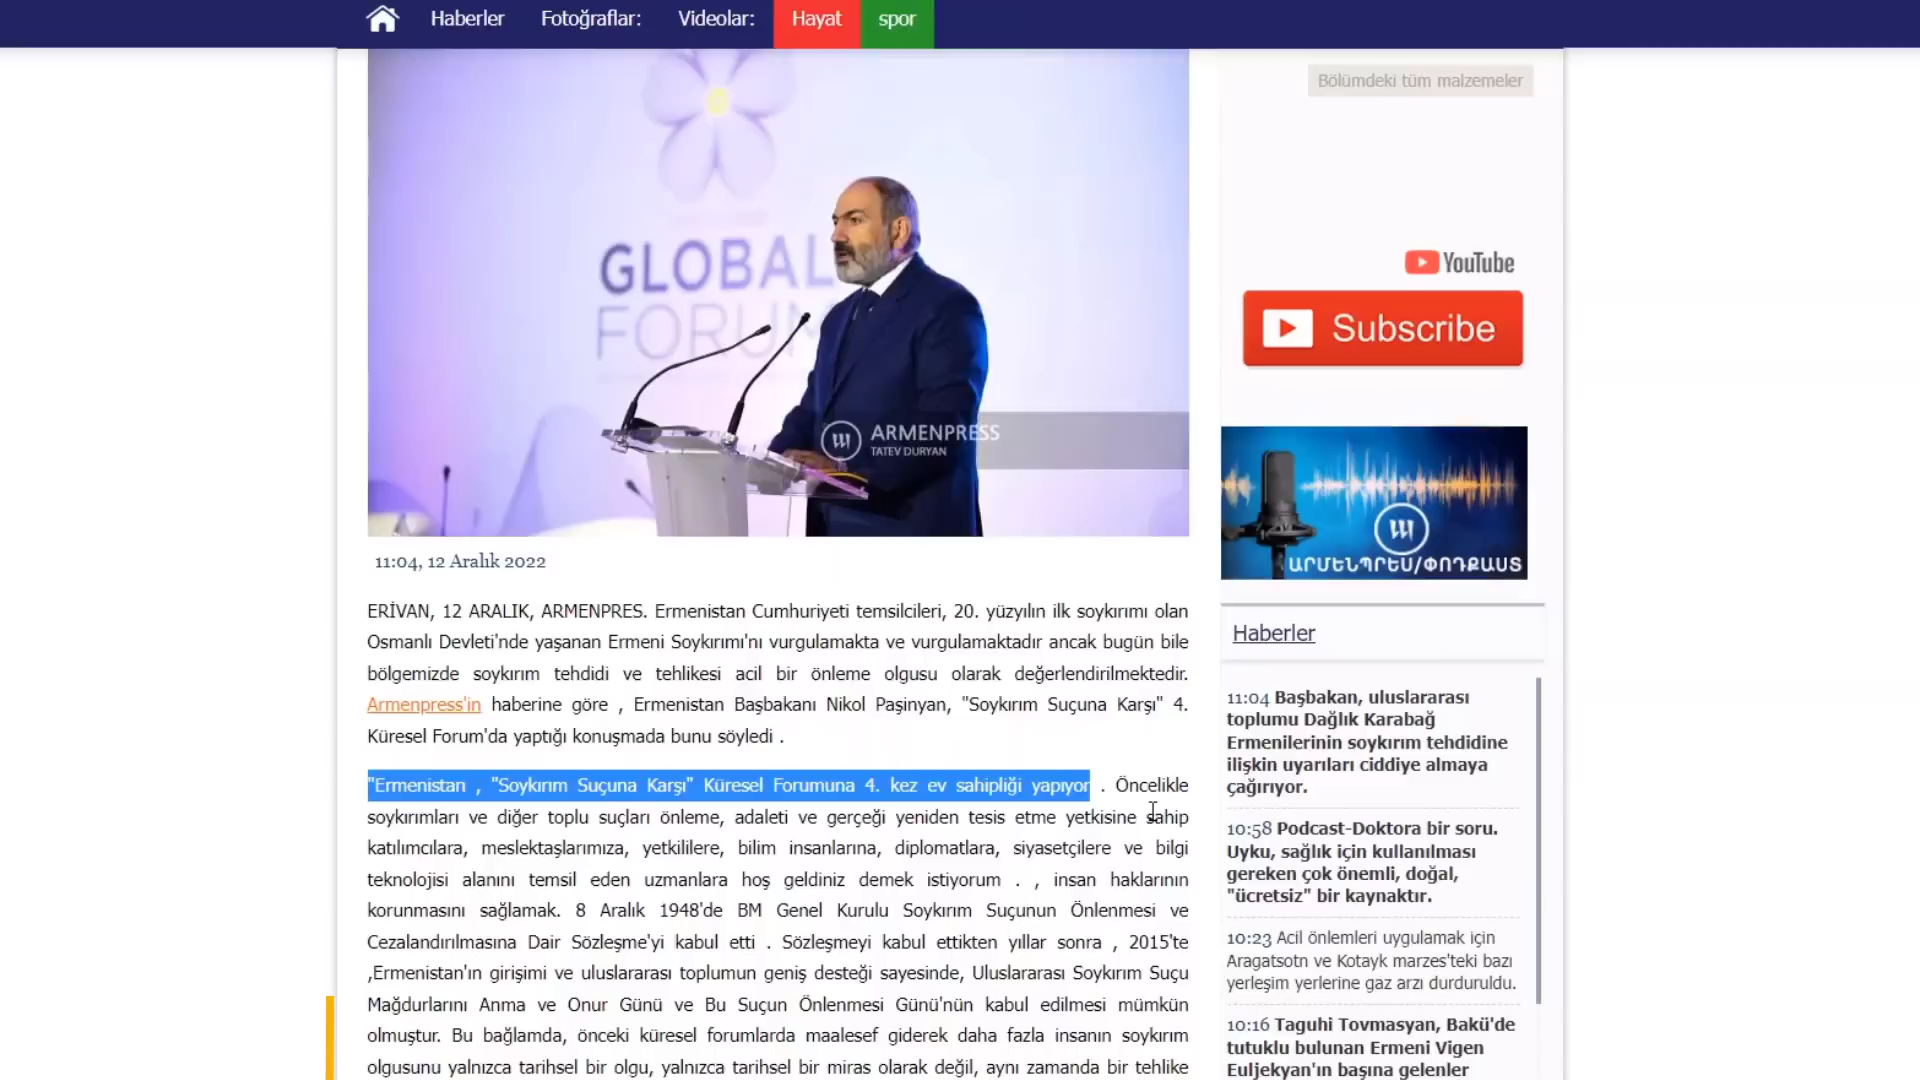 Haberler
Fotoğraflar:
Videolar:
Hayat
spor
GLOBAL
FORUM
ARMENPRESS
TATEV DURYAN
11:04, 12 Aralık 2022
ERİVAN, 12 ARALIK, ARMENPRES. Ermenistan Cumhuriyeti temsilcileri, 20. yüzyılın ilk soykırımı olan
Osmanlı Devleti'nde yaşanan Ermeni Soykırımı'nı vurgulamakta ve vurgulamaktadır ancak bugün bile
bölgemizde soykırım tehdidi ve tehlikesi acil bir önleme olgusu olarak değerlendirilmektedir.
Armenpress'in haberine göre , Ermenistan Başbakanı Nikol Paşinyan, "Soykırım Suçuna Karşı" 4.
Küresel Forum'da yaptığı konuşmada bunu söyledi .
"Ermenistan , "Soykırım Suçuna Karşı" Küresel Forumuna 4. kez ev sahipliği yapıyor . Öncelikle
soykırımları ve diğer toplu suçları önleme, adaleti ve gerçeği yeniden tesis etme yetkisine sahip
katılımcılara, meslektaşlarımıza, yetkililere, bilim insanlarına, diplomatlara, siyasetçilere ve bilgi
teknolojisi alanını temsil eden uzmanlara hoş geldiniz demek istiyorum . , insan haklarının
korunmasını sağlamak. 8 Aralık 1948'de BM Genel Kurulu Soykırım Suçunun Önlenmesi ve
Cezalandırılmasına Dair Sözleşme'yi kabul etti . Sözleşmeyi kabul ettikten yıllar sonra , 2015'te
,Ermenistan'ın girişimi ve uluslararası toplumun geniş desteği sayesinde, Uluslararası Soykırım Suçu
Mağdurlarını Anma ve Onur Günü ve Bu Suçun Önlenmesi Günü'nün kabul edilmesi mümkün
olmuştur. Bu bağlamda, önceki küresel forumlarda maalesef giderek daha fazla insanın soykırım
olgusunu yalnızca tarihsel bir olgu, yalnızca tarihsel bir miras olarak değil, aynı zamanda bir tehlike
Bölümdeki tüm malzemeler
YouTube
Subscribe
ԱՐՄԵՆՊՐԵՍ/ՓՈԴՔԱՍՏ
Haberler
11:04 Başbakan, uluslararası
toplumu Dağlık Karabağ
Ermenilerinin soykırım tehdidine
ilişkin uyarıları ciddiye almaya
çağırıyor.
10:58 Podcast-Doktora bir soru.
Uyku, sağlık için kullanılması
gereken çok önemli, doğal,
"ücretsiz" bir kaynaktır.
10:23 Acil önlemleri uygulamak için
Aragatsotn ve Kotayk marzes'teki bazı
yerleşim yerlerine gaz arzı durduruldu.
10:16 Taguhi Tovmasyan, Bakü'de
tutuklu bulunan Ermeni Vigen
Euljekyan'ın başına gelenler